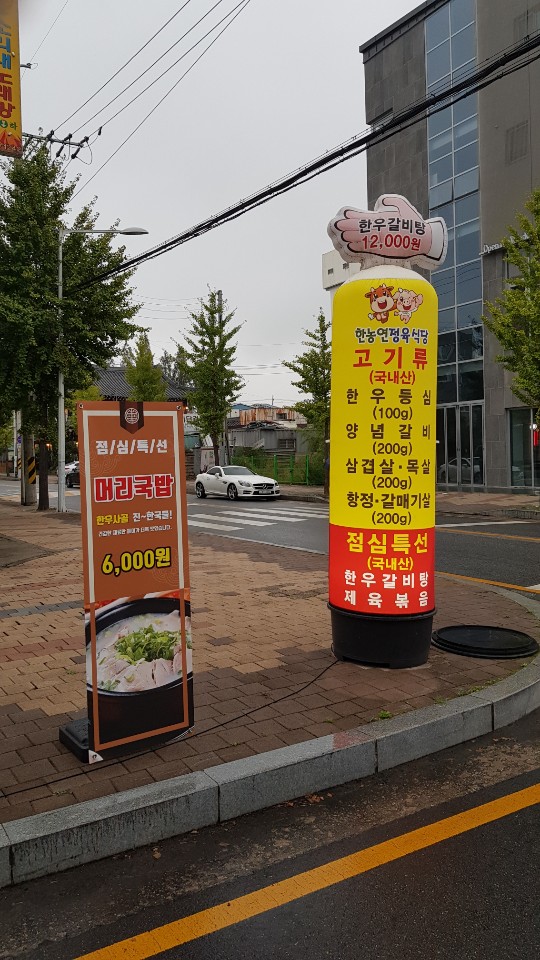 한우갈비탕
12,000원
한농연정육식당
고기류
(국내산)
한우등심
(100g)
양념갈비
(200g)
삼겹살·목살
(200g)
항정·갈매기살
(200g)
점심특선
(국내산)
한우갈비탕
제육볶음
점/심/특/선
머리국밥
한우사골 진~한국물!
6,000원